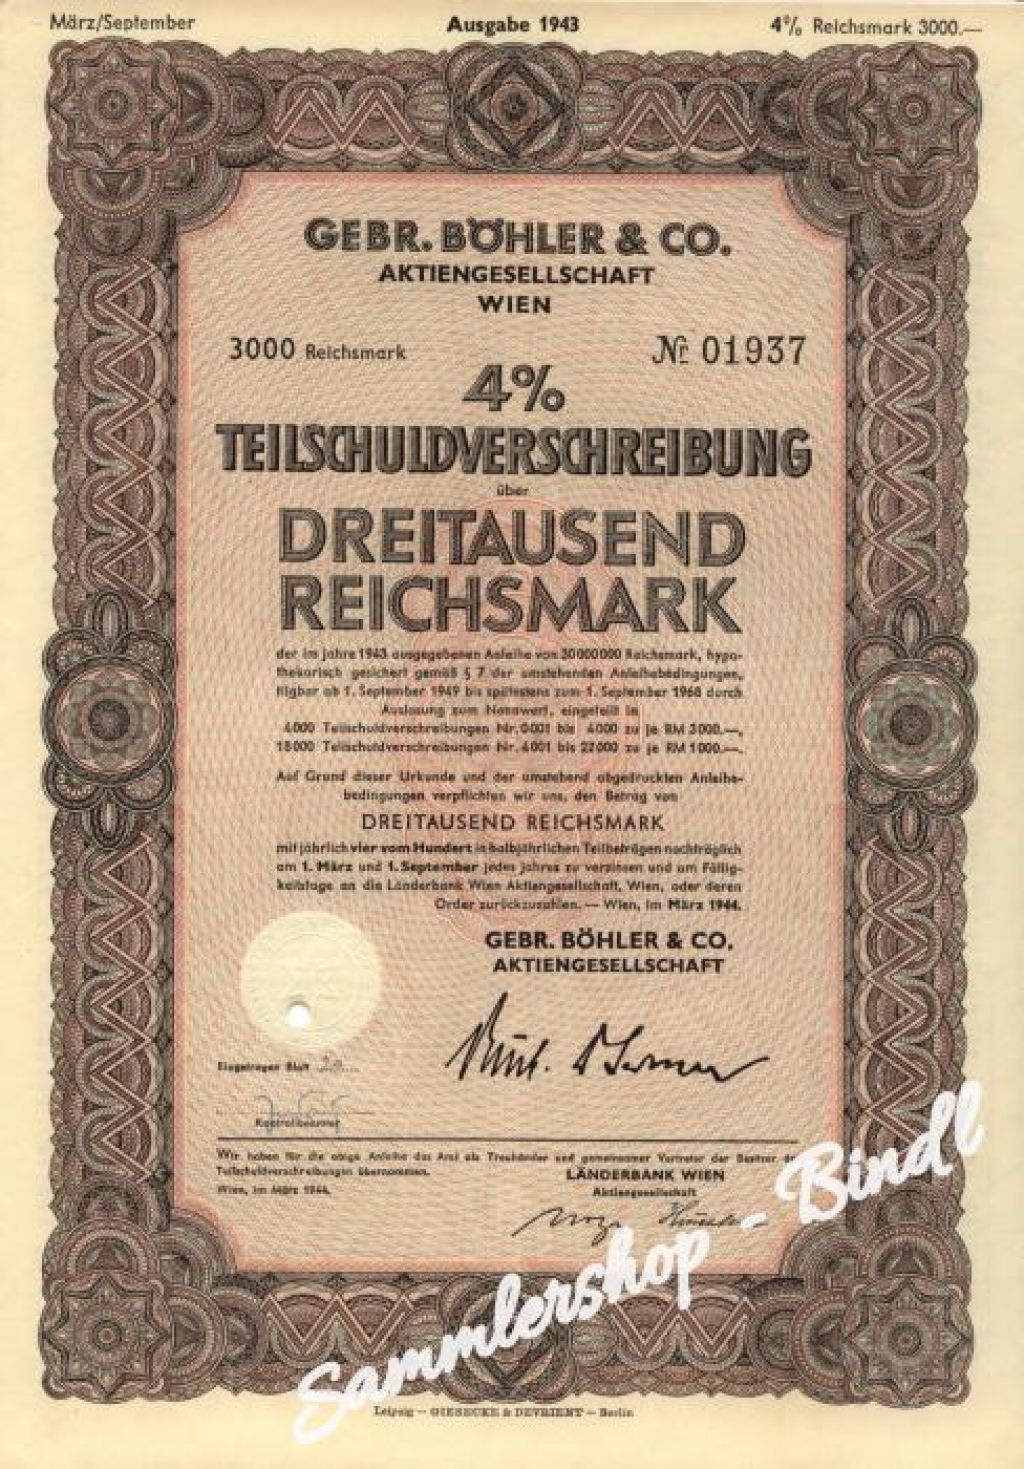 März/September
Ausgabe 1943
4% Reichsmark 3000.—
GEBR. BÖHLER & CO.
AKTIENGESELLSCHAFT
WIEN
3000 Reichsmark
№ 01937
4%
TEILSCHULDVERSCHREIBUNG
über
DREITAUSEND
REICHSMARK
der im Jahre 1943 ausgegebenen Anleihe von 30000000 Reichsmark, hypo-
thekarisch gesichert gemäß § 7 der umstehenden Anleihebedingungen,
tilgbar ab 1. September 1949 bis spätestens zum 1. September 1968 durch
Auslosung zum Nennwert, eingeteilt in
4000 Teilschuldverschreibungen Nr. 0001 bis 4000 zu je RM 3000.—,
18000 Teilschuldverschreibungen Nr. 4001 bis 22000 zu je RM 1000.—.
Auf Grund dieser Urkunde und der umstehend abgedruckten Anleihe-
bedingungen verpflichten wir uns, den Betrag von
DREITAUSEND REICHSMARK
mit jährlich vier vom Hundert in halbjährlichen Teilbeträgen nachträglich
am 1. März und 1. September jedes Jahres zu verzinsen und am Fällig-
keitstage an die Länderbank Wien Aktiengesellschaft, Wien, oder deren
Order zurückzuzahlen. — Wien, im März 1944.
GEBR. BÖHLER & CO.
AKTIENGESELLSCHAFT
Eingetragen Blatt 20
Kontrollbeamter
Wir haben für die obige Anleihe das Amt als Treuhänder und gemeinsamer Vertreter der Besitzer
Teilschuldverschreibungen übernommen.
LÄNDERBANK WIEN
Aktiengesellschaft
Wien, im März 1944.
Sammlershop - Bindl
Leipzig — GIESECKE & DEVRIENT — Berlin